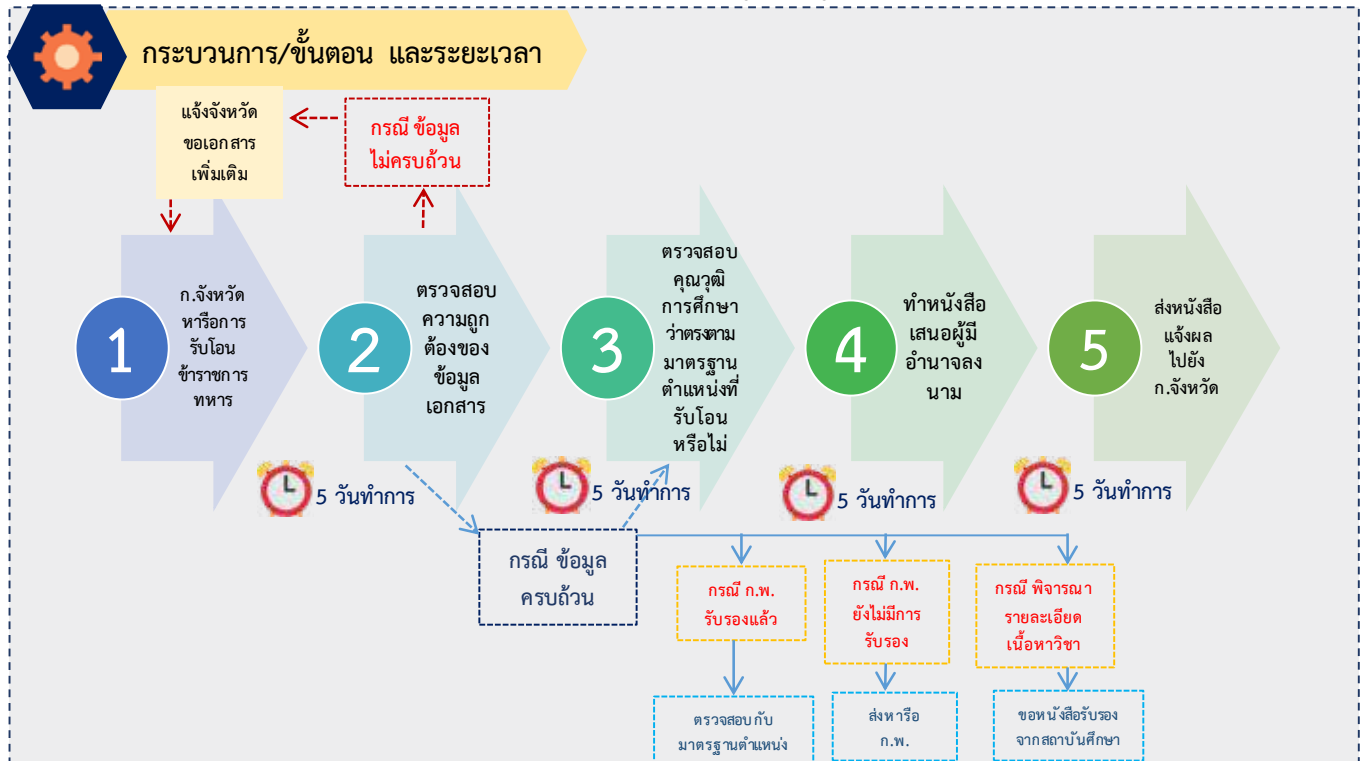 กระบวนการ/ขั้นตอน และระยะเวลา
แจ้งจังหวัด
ขอเอกสาร
เพิ่มเติม
กรณี ข้อมูล
ไม่ครบถ้วน
1
ก.จังหวัด
หารือการ
รับโอน
ข้าราชการ
ทหาร
2
ตรวจสอบ
ความถูก
ต้องของ
ข้อมูล
เอกสาร
3
ตรวจสอบ
คุณวุฒิ
การศึกษา
ว่าตรงตาม
มาตรฐาน
ตำแหน่งที่
รับโอน
หรือไม่
4
ทำหนังสือ
เสนอผู้มี
อำนาจลง
นาม
5
ส่งหนังสือ
แจ้งผล
ไปยัง
ก.จังหวัด
5 วันทำการ
5 วันทำการ
5 วันทำการ
5 วันทำการ
กรณี ข้อมูล
ครบถ้วน
กรณี ก.พ.
รับรองแล้ว
กรณี ก.พ.
ยังไม่มีการ
รับรอง
กรณี พิจารณา
รายละเอียด
เนื้อหาวิชา
ตรวจสอบกับ
มาตรฐานตำแหน่ง
ส่งหารือ
ก.พ.
ขอหนังสือรับรอง
จากสถาบันศึกษา